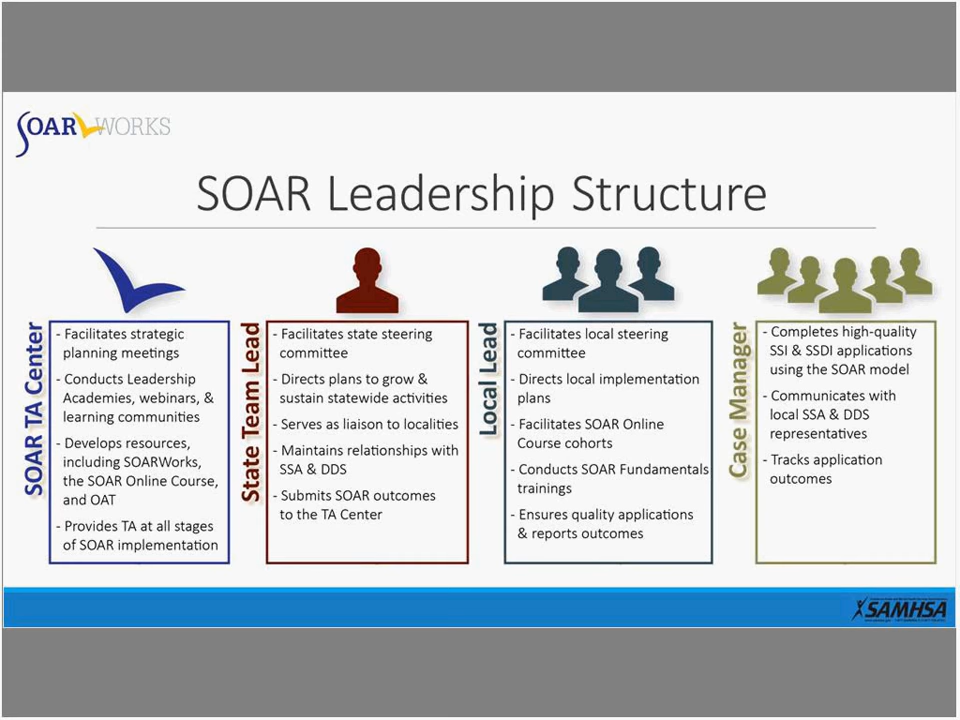 SOAR WORKS
SOAR Leadership Structure
SOAR TA Center
- Facilitates strategic
planning meetings
- Conducts Leadership
Academies, webinars, &
learning communities
- Develops resources,
including SOARWorks,
the SOAR Online Course,
and OAT
- Provides TA at all stages
of SOAR implementation
State Team Lead
- Facilitates state steering
committee
- Directs plans to grow &
sustain statewide activities
- Serves as liaison to localities
- Maintains relationships with
SSA & DDS
- Submits SOAR outcomes
to the TA Center
Local Lead
- Facilitates local steering
committee
- Directs local implementation
plans
- Facilitates SOAR Online
Course cohorts
- Conducts SOAR Fundamentals
trainings
- Ensures quality applications
& reports outcomes
Case Manager
- Completes high-quality
SSI & SSDI applications
using the SOAR model
- Communicates with
local SSA & DDS
representatives
- Tracks application
outcomes
SAMHSA